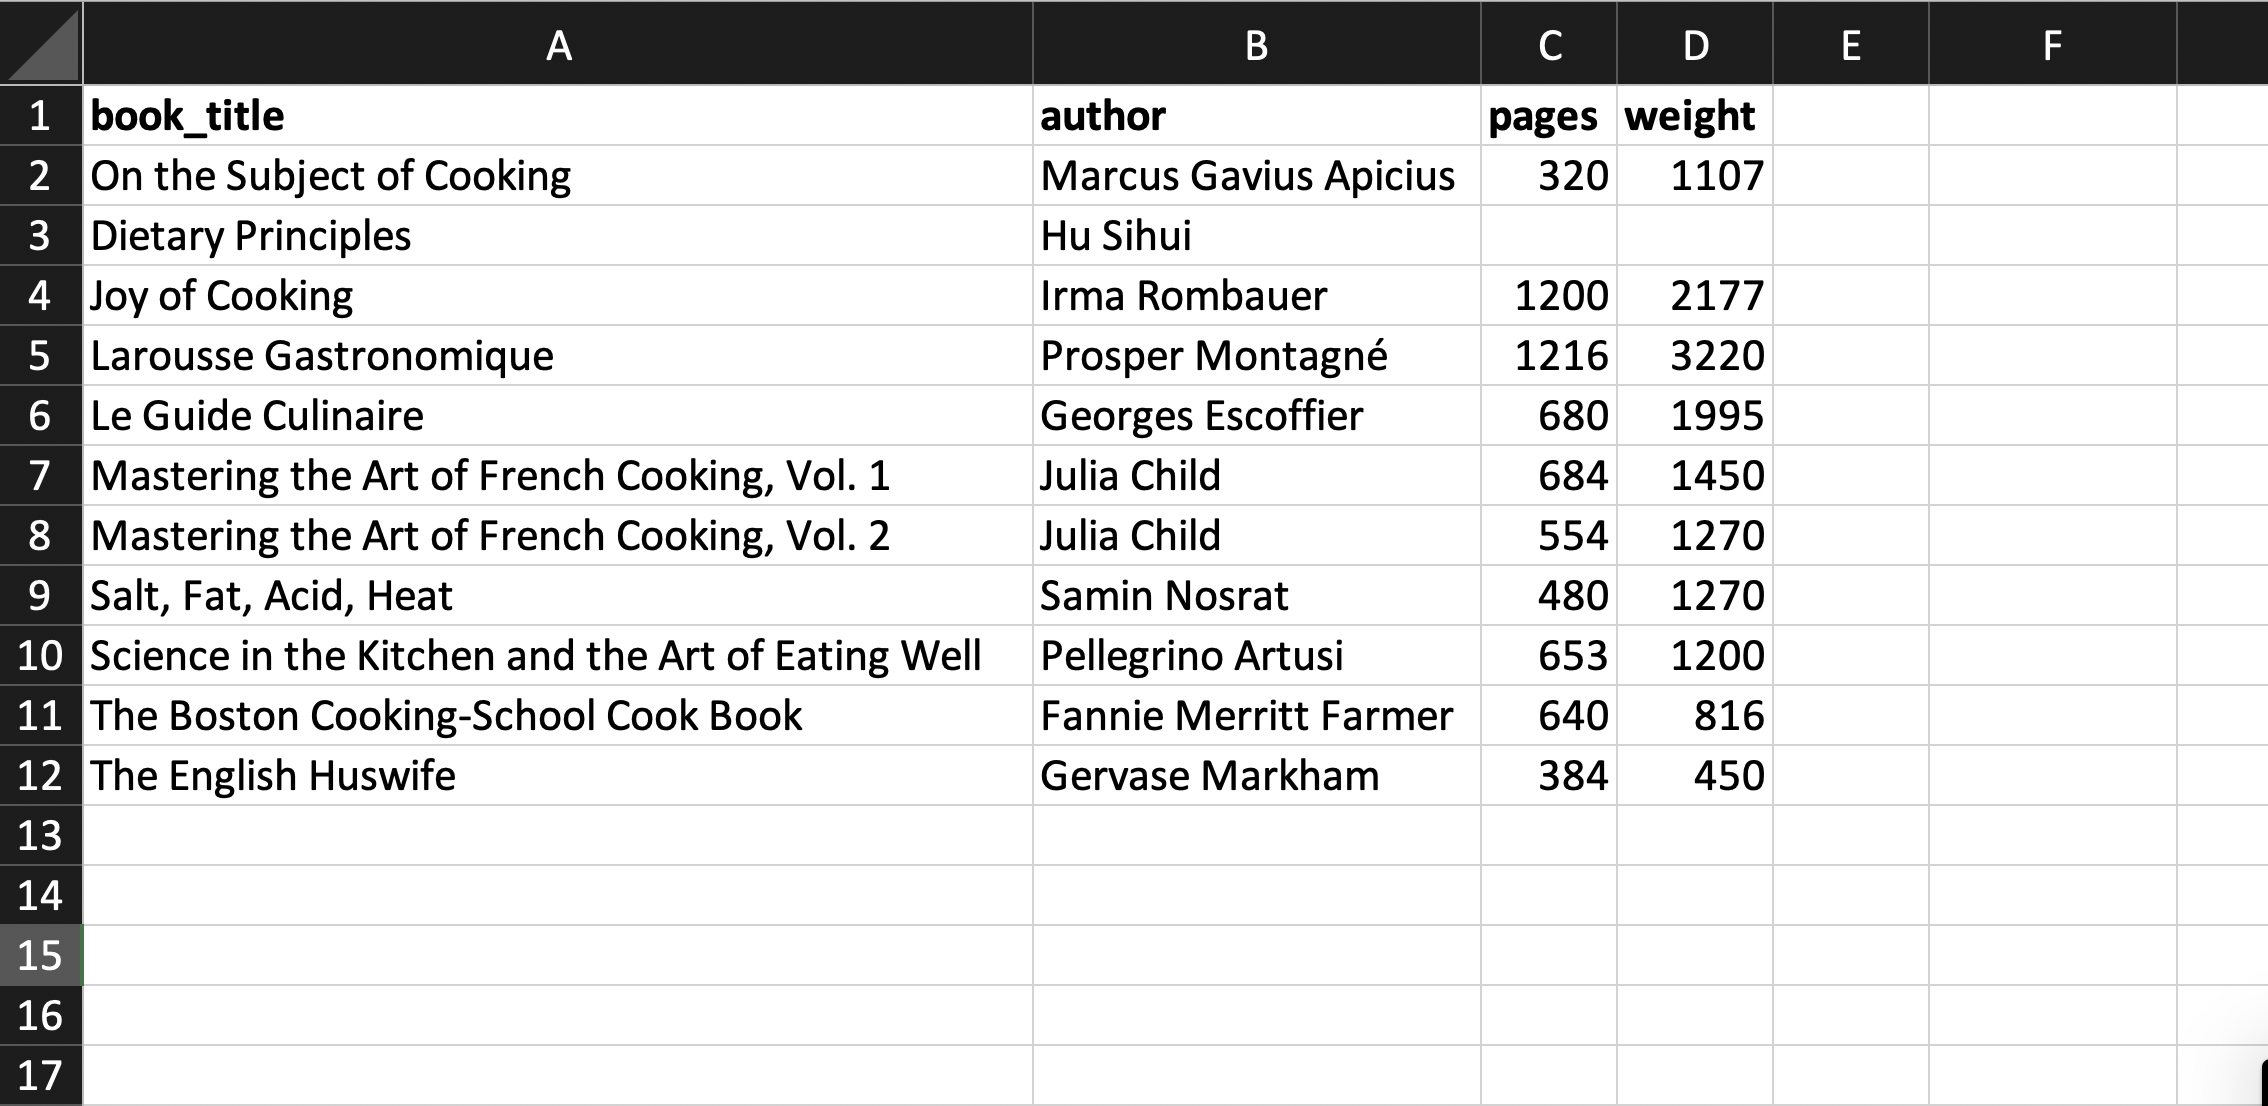 A B C D E F
1 book_title author pages weight
2 On the Subject of Cooking Marcus Gavius Apicius 320 1107
3 Dietary Principles Hu Sihui
4 Joy of Cooking Irma Rombauer 1200 2177
5 Larousse Gastronomique Prosper Montagné 1216 3220
6 Le Guide Culinaire Georges Escoffier 680 1995
7 Mastering the Art of French Cooking, Vol. 1 Julia Child 684 1450
8 Mastering the Art of French Cooking, Vol. 2 Julia Child 554 1270
9 Salt, Fat, Acid, Heat Samin Nosrat 480 1270
10 Science in the Kitchen and the Art of Eating Well Pellegrino Artusi 653 1200
11 The Boston Cooking-School Cook Book Fannie Merritt Farmer 640 816
12 The English Huswife Gervase Markham 384 450
13
14
15
16
17